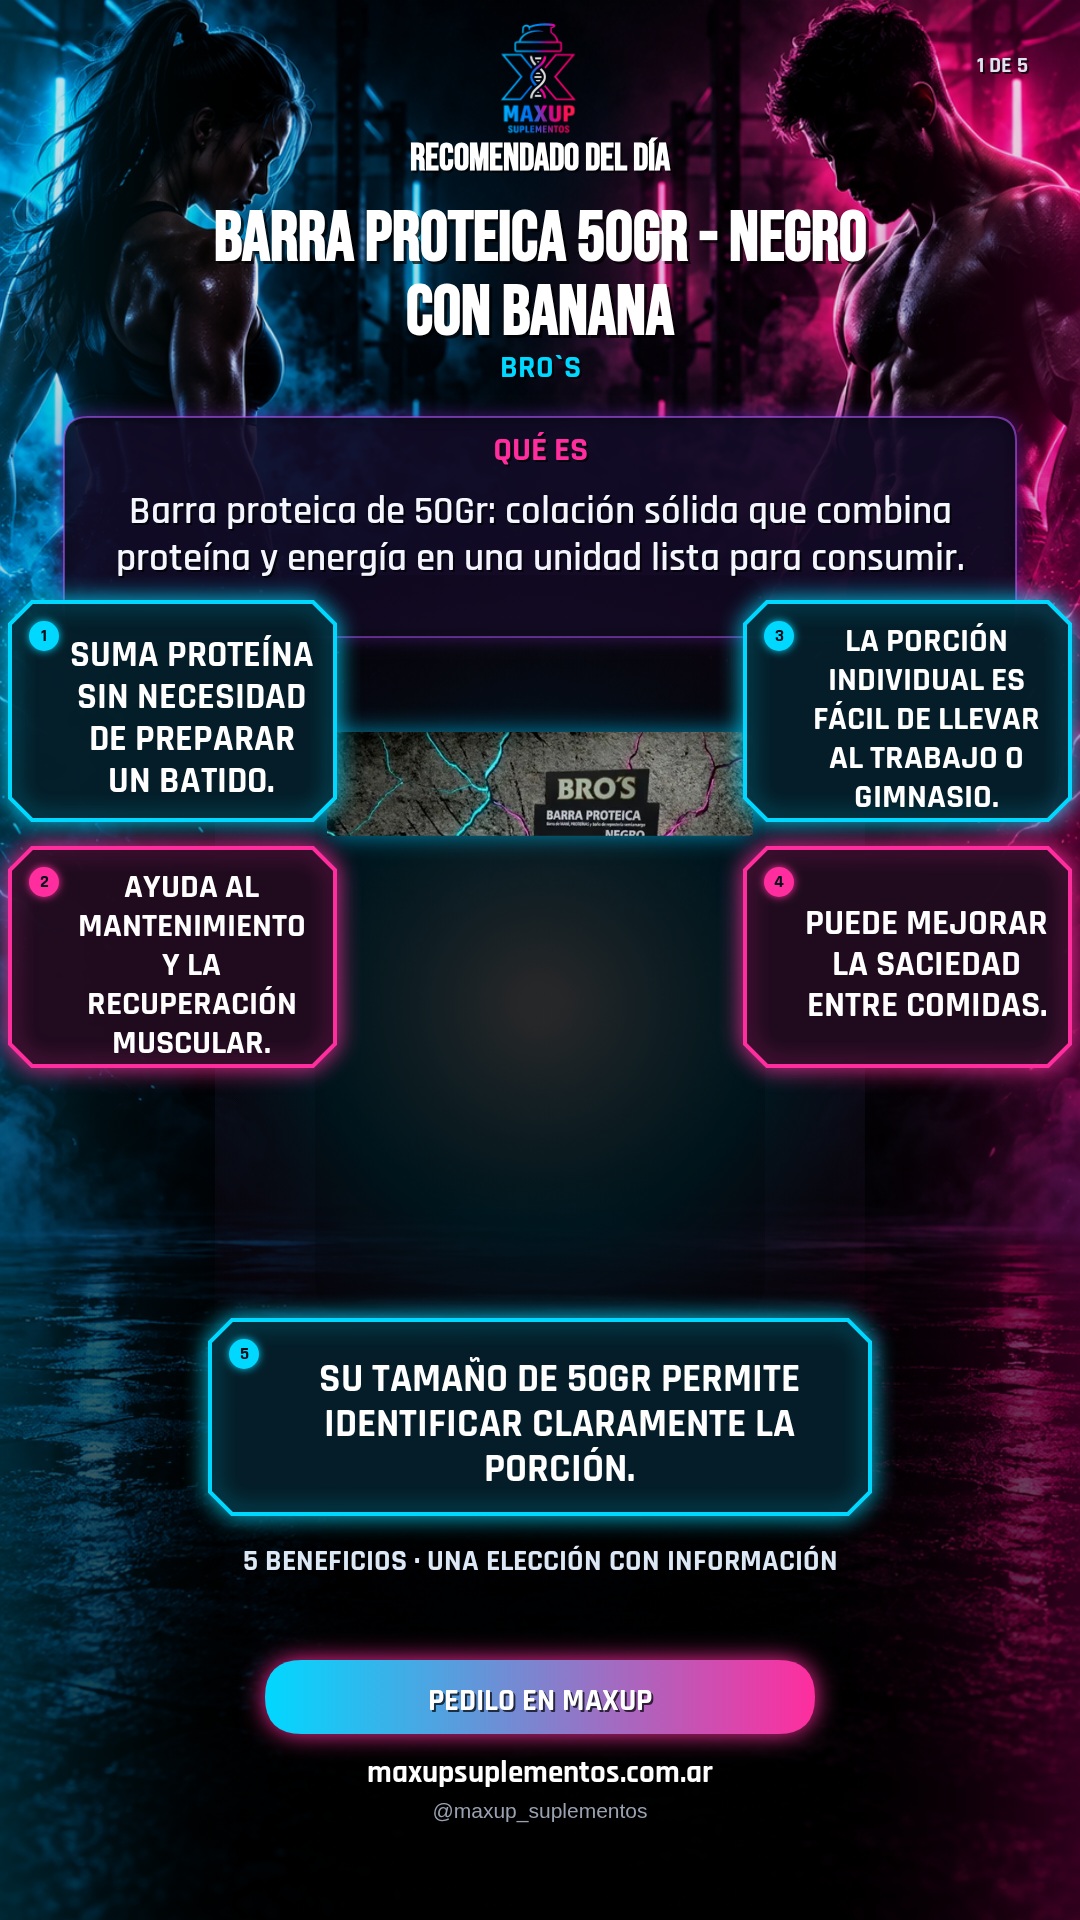 MAXUP
SUPLEMENTOS
1 DE 5
RECOMENDADO DEL DÍA
BARRA PROTEICA 50GR - NEGRO
CON BANANA
BRO`S
QUÉ ES
Barra proteica de 50Gr: colación sólida que combina
proteína y energía en una unidad lista para consumir.
1
SUMA PROTEÍNA
SIN NECESIDAD
DE PREPARAR
UN BATIDO.
3
LA PORCIÓN
INDIVIDUAL ES
FÁCIL DE LLEVAR
AL TRABAJO O
GIMNASIO.
BRO'S
BARRA PROTEICA
NEGRO
2
AYUDA AL
MANTENIMIENTO
Y LA
RECUPERACIÓN
MUSCULAR.
4
PUEDE MEJORAR
LA SACIEDAD
ENTRE COMIDAS.
5
SU TAMAÑO DE 50GR PERMITE
IDENTIFICAR CLARAMENTE LA
PORCIÓN.
5 BENEFICIOS · UNA ELECCIÓN CON INFORMACIÓN
PEDILO EN MAXUP
maxupsuplementos.com.ar
@maxup_suplementos